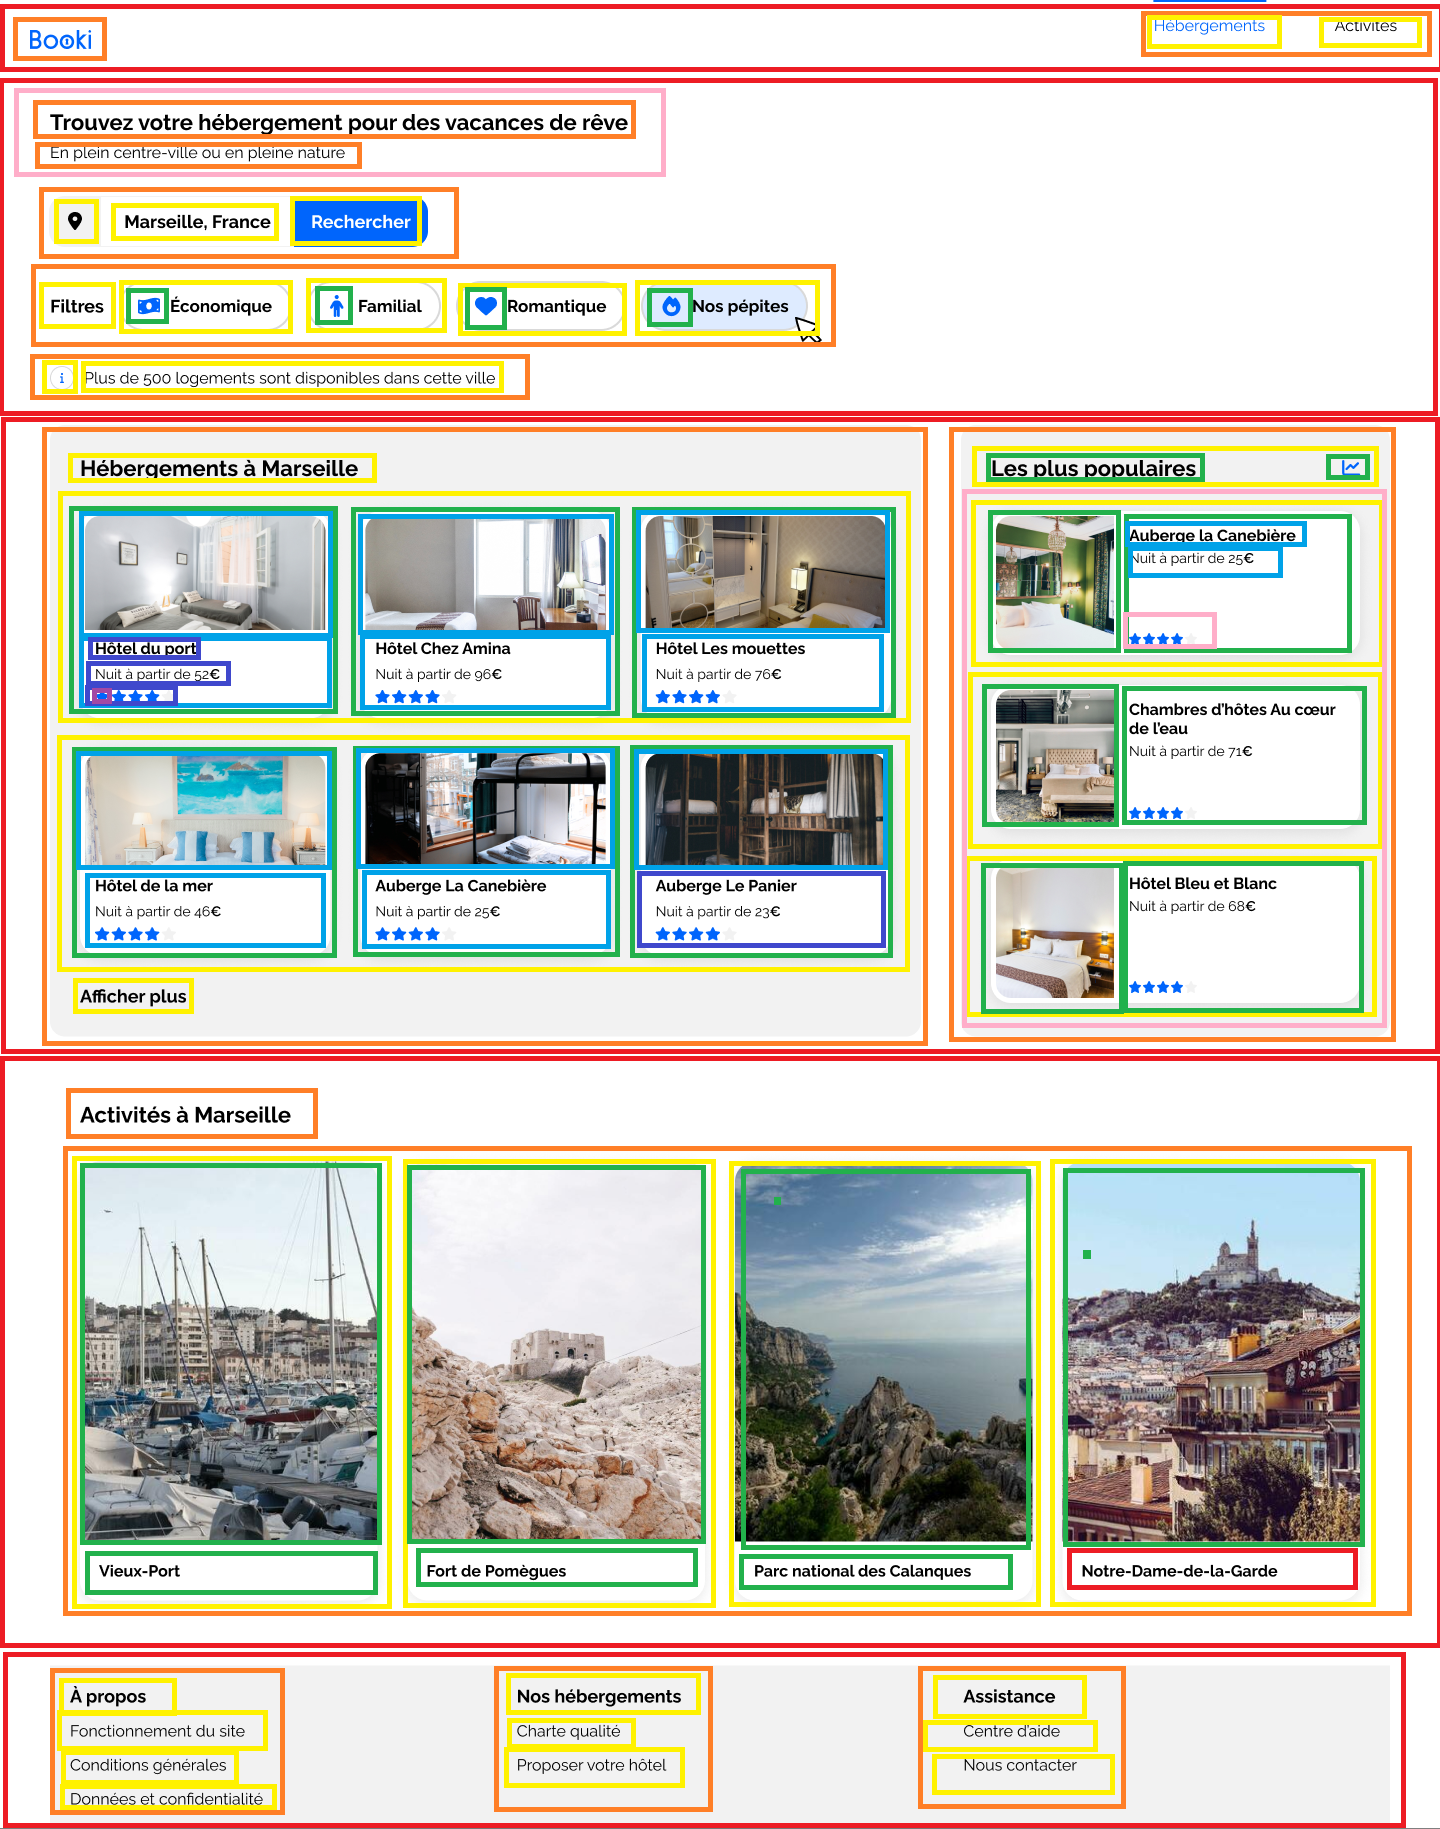 Booki
Hébergements
Activités
Trouvez votre hébergement pour des vacances de rêve
En plein centre-ville ou en pleine nature
Marseille, France
Rechercher
Filtres
Économique
Familial
Romantique
Nos pépites
i
Plus de 500 logements sont disponibles dans cette ville
Hébergements à Marseille
Hôtel du port
Nuit à partir de 52€
Hôtel Chez Amina
Nuit à partir de 96€
Hôtel Les mouettes
Nuit à partir de 76€
Hôtel de la mer
Nuit à partir de 46€
Auberge La Canebière
Nuit à partir de 25€
Auberge Le Panier
Nuit à partir de 23€
Afficher plus
Les plus populaires
Auberge la Canebière
Nuit à partir de 25€
Chambres d'hôtes Au cœur
de l'eau
Nuit à partir de 71€
Hôtel Bleu et Blanc
Nuit à partir de 68€
Activités à Marseille
Vieux-Port
Fort de Pomègues
Parc national des Calanques
Notre-Dame-de-la-Garde
À propos
Fonctionnement du site
Conditions générales
Données et confidentialité
Nos hébergements
Charte qualité
Proposer votre hôtel
Assistance
Centre d'aide
Nous contacter